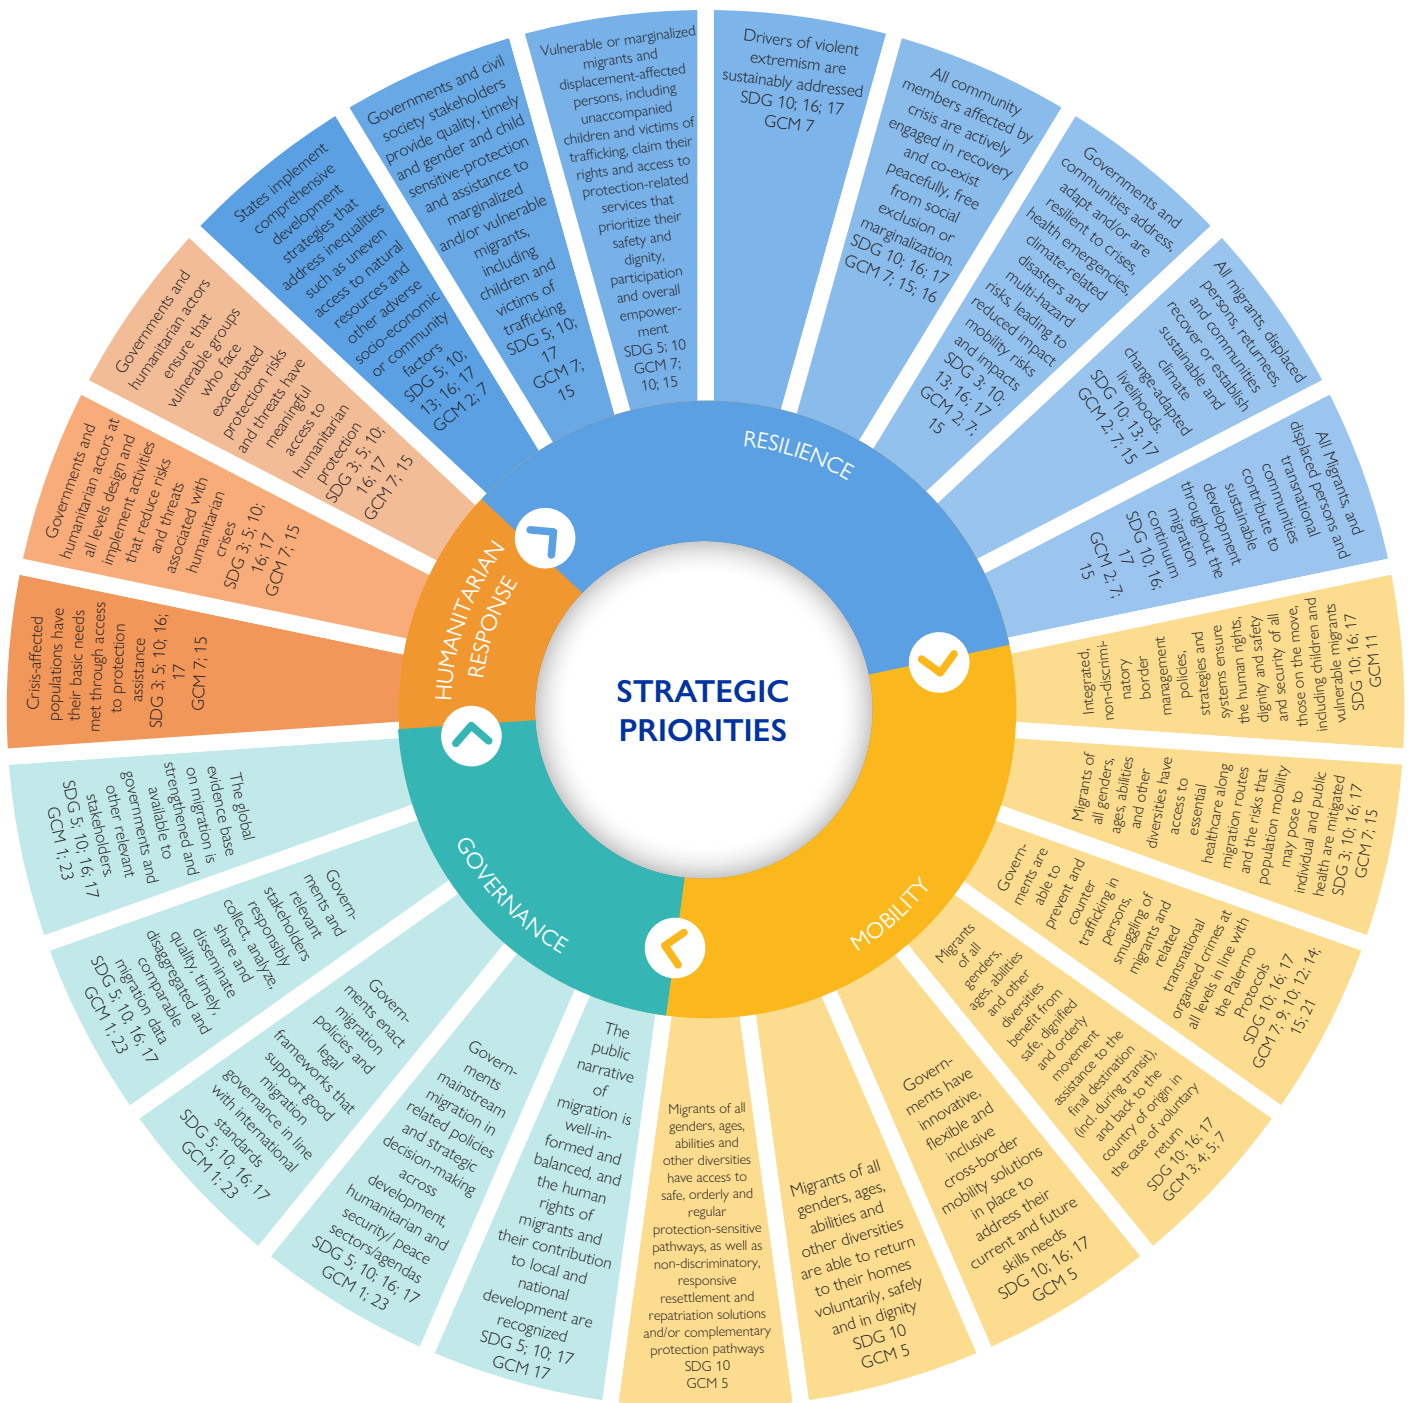 STRATEGIC
PRIORITIES
RESILIENCE
States implement
comprehensive
development
strategies that
address inequalities
such as uneven
access to natural
resources and
other adverse
socio-economic
or community
factors
SDG 5; 10;
13; 16; 17
GCM 2; 7
Governments and civil
society stakeholders
provide quality, timely
and gender and child
sensitive-protection
and assistance to
marginalized
and/or vulnerable
migrants,
including
children and
victims of
trafficking
SDG 5; 10;
17
GCM 7;
15
Vulnerable or marginalized
migrants and
displacement-affected
persons, including
unaccompanied
children and victims of
trafficking, claim their
rights and access to
protection-related
services that
prioritize their
safety and
dignity,
participation
and overall
empower-
ment
SDG 5; 10
GCM 7;
10; 15
Drivers of violent
extremism are
sustainably addressed
SDG 10; 16; 17
GCM 7
All community
members affected by
crisis are actively
engaged in recovery
and co-exist
peacefully, free
from social
exclusion or
marginalization.
SDG 10; 16; 17
GCM 7; 15; 16
Governments and
communities address,
adapt and/or are
resilient to crises,
health emergencies,
climate-related
disasters and
multi-hazard
risks, leading to
reduced impact
mobility risks
and impacts
SDG 3; 10;
13; 16; 17
GCM 2; 7;
15
All migrants, displaced
persons, returnees,
and communities
recover or establish
sustainable and
climate
change-adapted
livelihoods.
SDG 10; 13; 17
GCM 2; 7; 15
All Migrants, and
displaced persons and
transnational
communities
contribute to
sustainable
development
throughout the
migration
continuum
SDG 10; 16;
17
GCM 2; 7;
15
MOBILITY
Integrated,
non-discrimi-
natory
border
management
policies,
strategies and
systems ensure
the human rights,
dignity and safety
and security of all
those on the move,
including children and
vulnerable migrants
SDG 10; 16; 17
GCM 11
Migrants of
all genders,
ages, abilities
and other
diversities have
access to
essential
healthcare along
migration routes
and the risks that
population mobility
may pose to
individual and public
health are mitigated
SDG 3; 10; 16; 17
GCM 7; 15
Govern-
ments are
able to
prevent and
counter
trafficking in
persons,
smuggling of
migrants and
related
transnational
organised crimes at
all levels in line with
the Palermo
Protocols
SDG 10; 16; 17
GCM 7; 9; 10; 12; 14;
15; 21
Migrants
of all
genders,
ages, abilities
and other
diversities
benefit from
safe, dignified
and orderly
movement
assistance to the
final destination
(incl. during transit),
and back to the
country of origin in
the case of voluntary
return
SDG 10; 16; 17
GCM 3; 4; 5; 7
Govern-
ments have
innovative,
flexible and
inclusive
cross-border
mobility solutions
in place to
address their
current and future
skills needs
SDG 10; 16; 17
GCM 5
Migrants of all
genders, ages,
abilities and
other diversities
are able to return
to their homes
voluntarily, safely
and in dignity
SDG 10
GCM 5
Migrants of all
genders, ages,
abilities and
other diversities
have access to
safe, orderly and
regular
protection-sensitive
pathways, as well as
non-discriminatory,
responsive
resettlement and
repatriation solutions
and/or complementary
protection pathways
SDG 10
GCM 5
GOVERNANCE
The
public
narrative
of
migration is
well-in-
formed and
balanced, and
the human
rights of
migrants and
their contribution
to local and
national
development are
recognized
SDG 5; 10; 17
GCM 17
Govern-
ments
mainstream
migration in
related policies
and strategic
decision-making
across
development,
humanitarian and
security/ peace
sectors/agendas
SDG 5; 10; 16; 17
GCM 1; 23
Govern-
ments enact
migration
policies and
legal
frameworks that
support good
migration
governance in line
with international
standards
SDG 5; 10; 16; 17
GCM 1; 23
Govern-
ments and
relevant
stakeholders
responsibly
collect, analyze,
share and
disseminate
quality, timely,
disaggregated and
comparable
migration data
SDG 5; 10; 16; 17
GCM 1; 23
The global
evidence base
on migration is
strengthened and
available to
governments and
other relevant
stakeholders.
SDG 5; 10; 16; 17
GCM 1; 23
HUMANITARIAN
RESPONSE
Crisis-affected
populations have
their basic needs
met through access
to protection
assistance
SDG 3; 5; 10; 16;
17
GCM 7; 15
Governments and
humanitarian actors at
all levels design and
implement activities
that reduce risks
and threats
associated with
humanitarian
crises
SDG 3; 5; 10;
16; 17
GCM 7; 15
Governments and
humanitarian actors
ensure that
vulnerable groups
who face
exacerbated
protection risks
and threats have
meaningful
access to
humanitarian
protection
SDG 3; 5; 10;
16; 17
GCM 7; 15